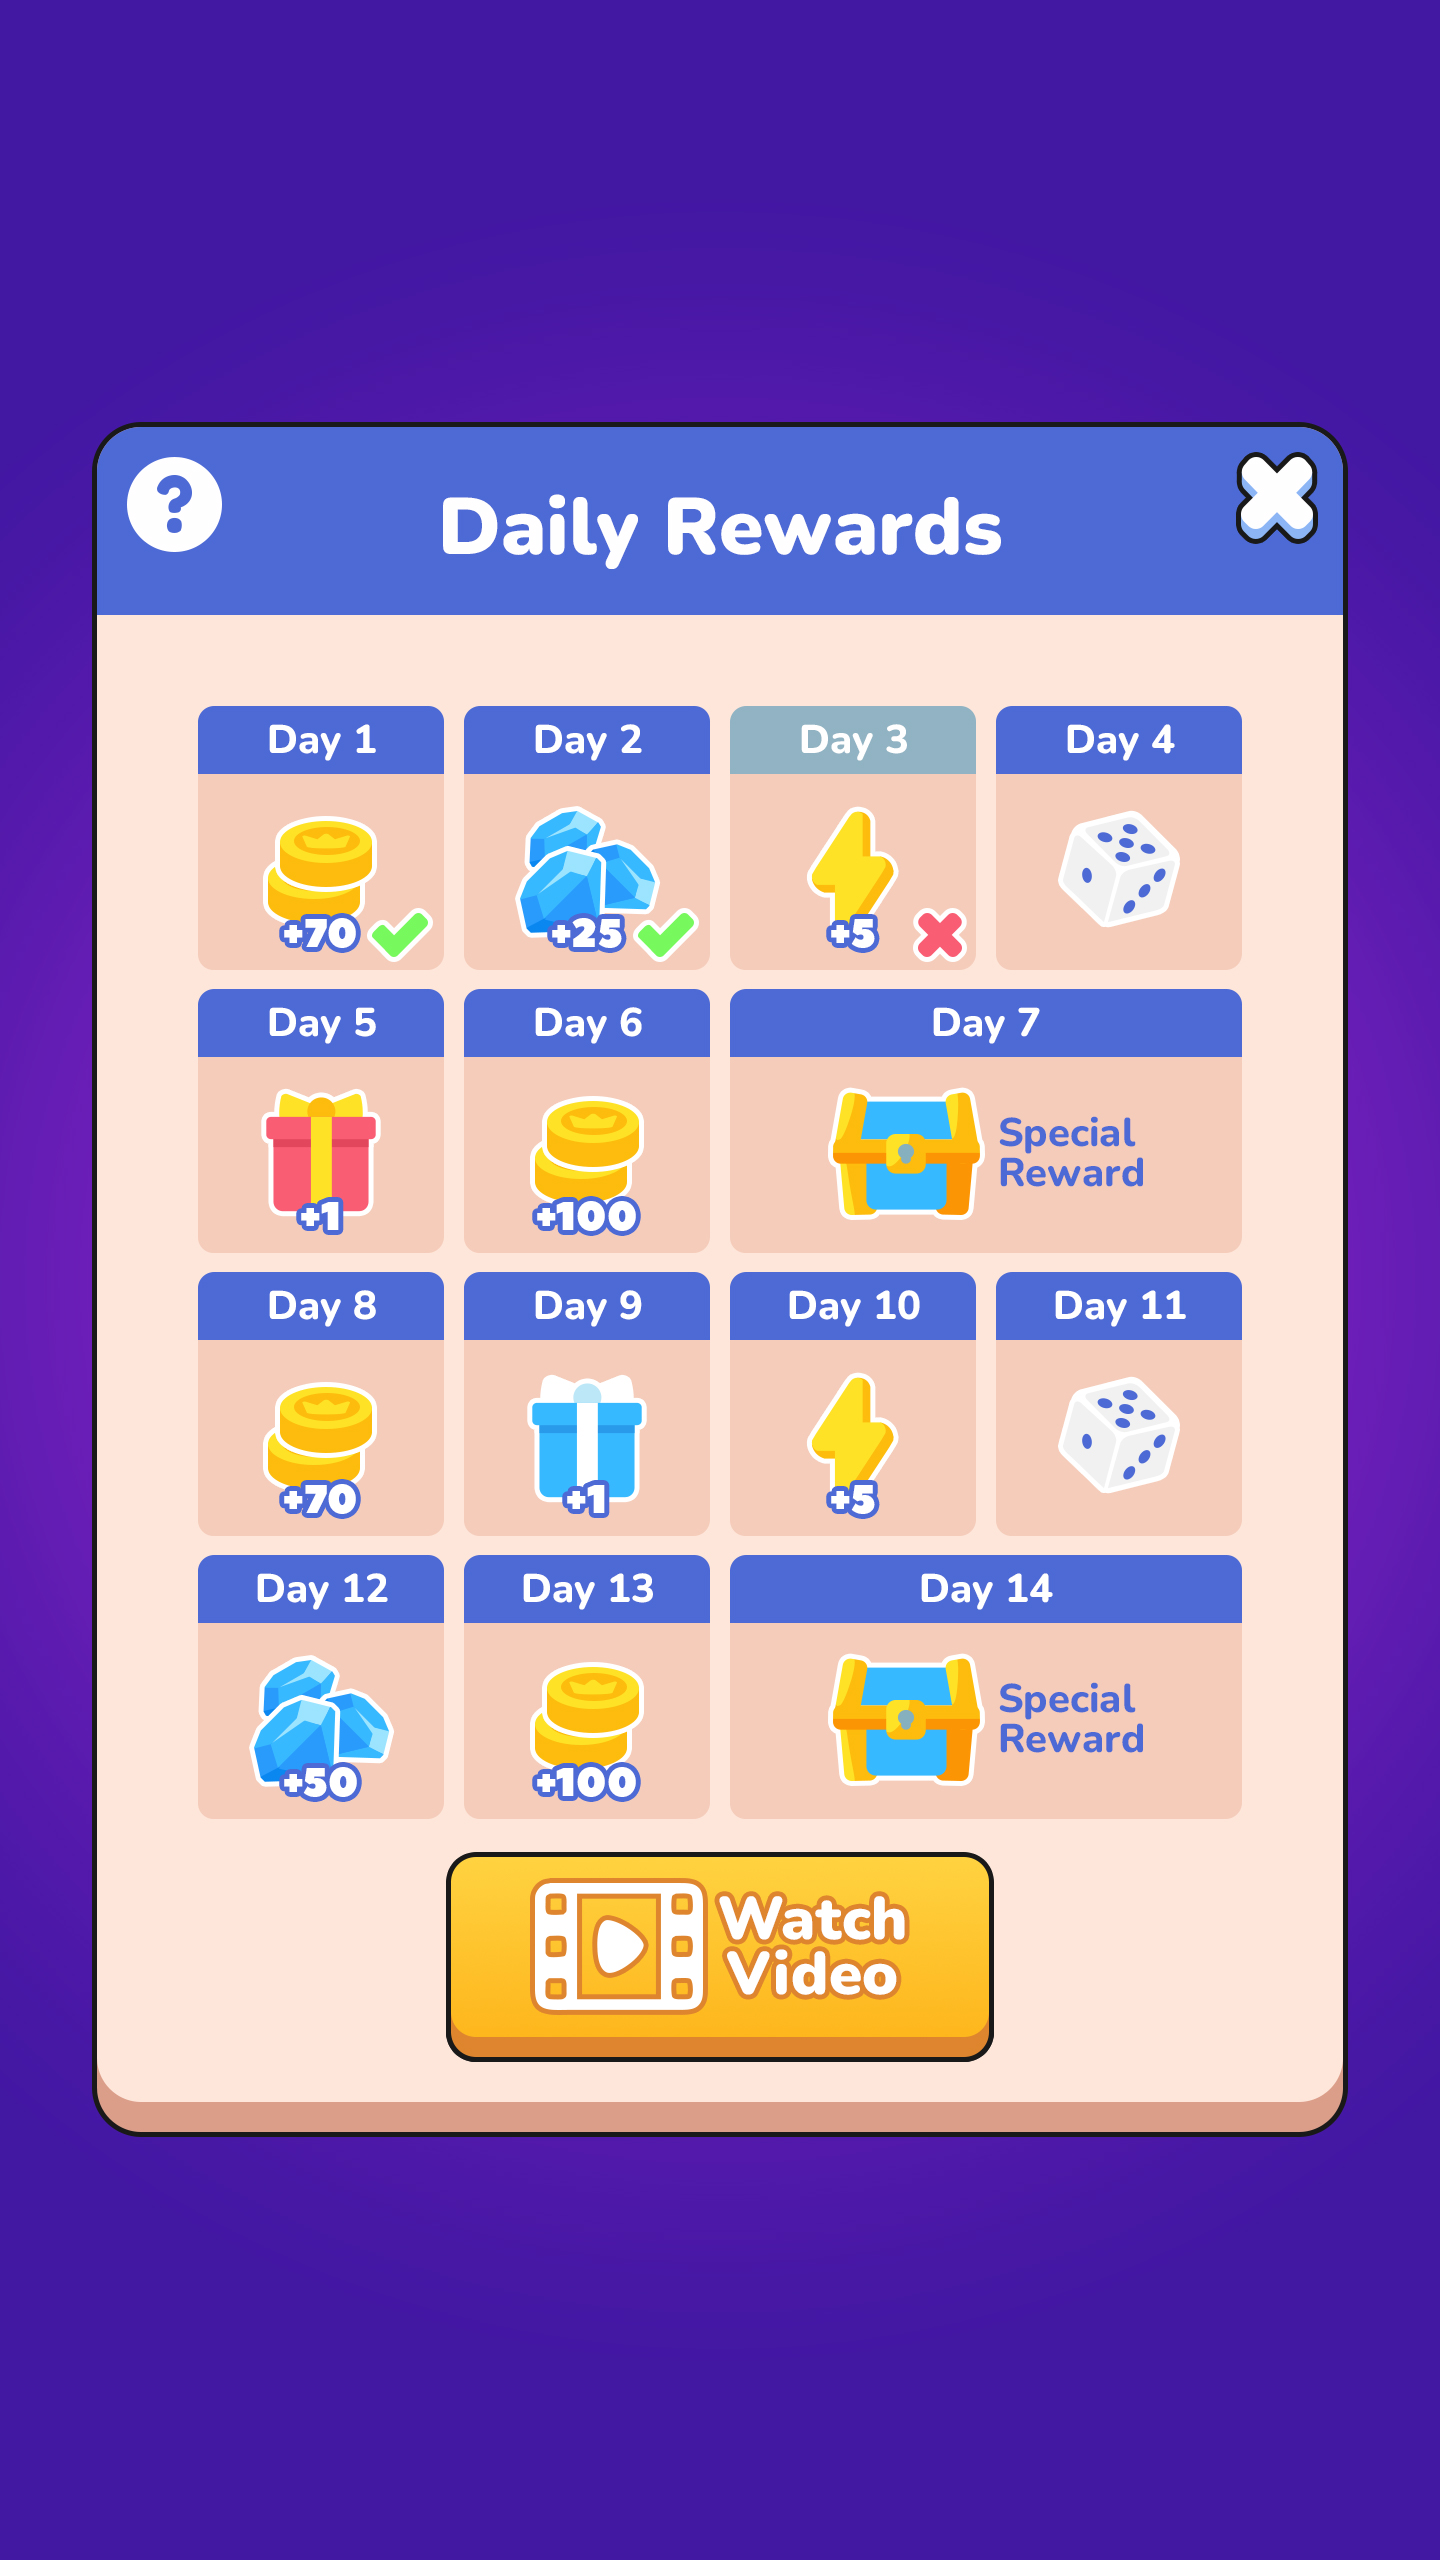 ?
Daily Rewards
Day 1
+70
Day 2
+25
Day 3
+5
Day 4
Day 5
+1
Day 6
+100
Day 7
Special
Reward
Day 8
+70
Day 9
+1
Day 10
+5
Day 11
Day 12
+50
Day 13
+100
Day 14
Special
Reward
Watch
Video